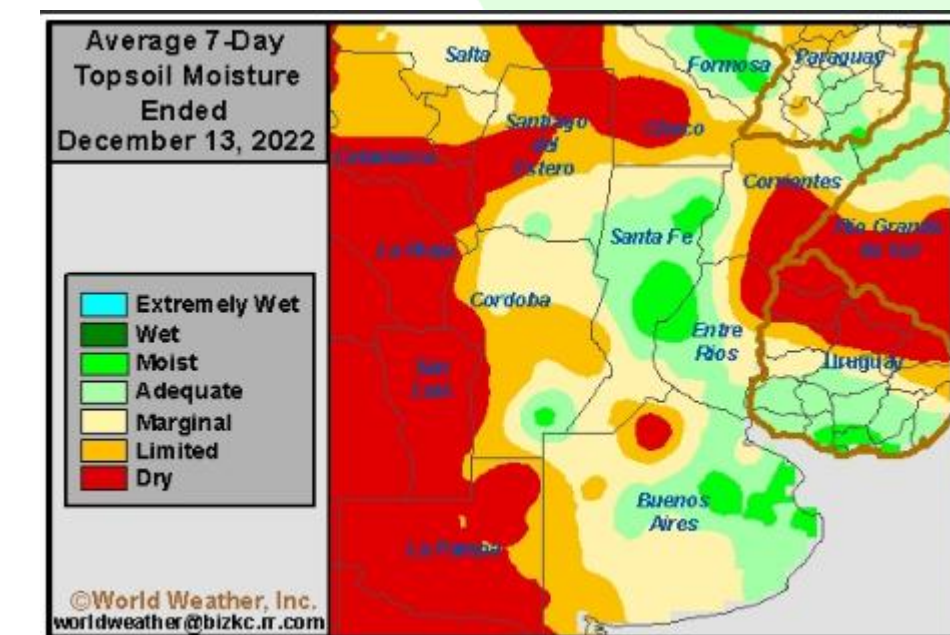 Average 7-Day
Topsoil Moisture
Ended
December 13, 2022
Extremely Wet
Wet
Moist
Adequate
Marginal
Limited
Dry
©World Weather, Inc.
worldweather@bizkc.rr.com
Salta
Formosa
Paraguay
Santiago
del
Estero
Chaco
Catamarca
Corrientes
La Rioja
Santa Fe
Rio Grande
do Sul
Cordoba
Entre
Rios
Uruguay
San
Luis
Buenos
Aires
La Pampa